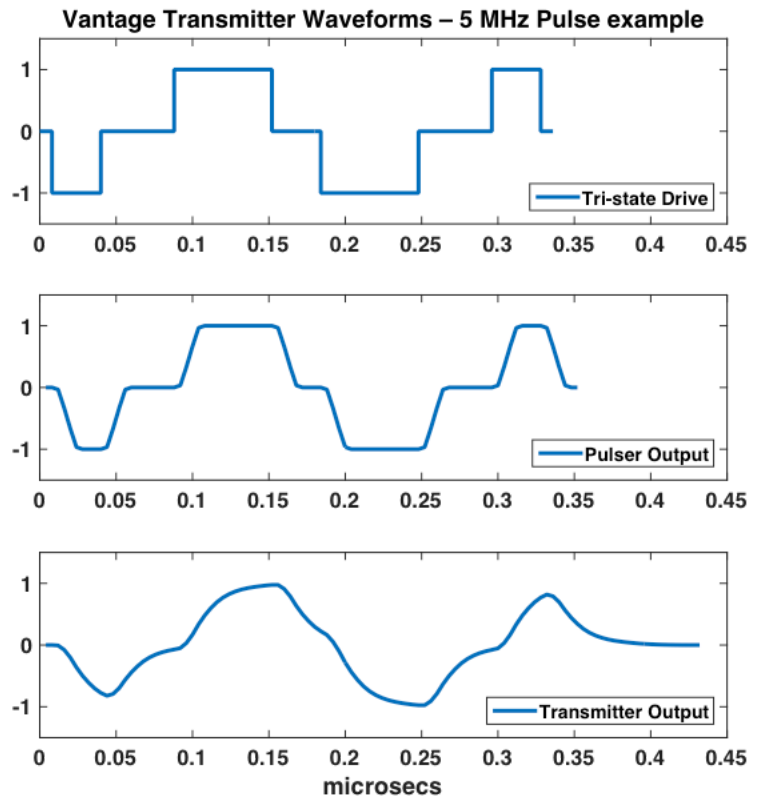 Vantage Transmitter Waveforms – 5 MHz Pulse example
1
0
-1
Tri-state Drive
0 0.05 0.1 0.15 0.2 0.25 0.3 0.35 0.4 0.45
1
0
-1
Pulser Output
0 0.05 0.1 0.15 0.2 0.25 0.3 0.35 0.4 0.45
1
0
-1
Transmitter Output
0 0.05 0.1 0.15 0.2 0.25 0.3 0.35 0.4 0.45
microsecs